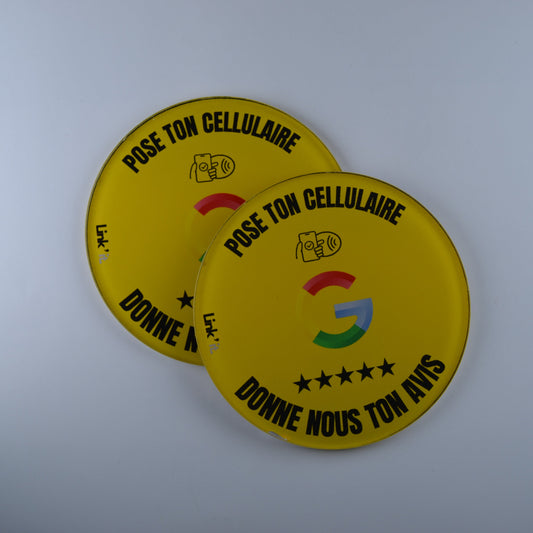 POSE TON CELLULAIRE
Link'
DONNE N
POSE TON CELLULAIRE
G
Link'
DONNE NOUS TON AVIS